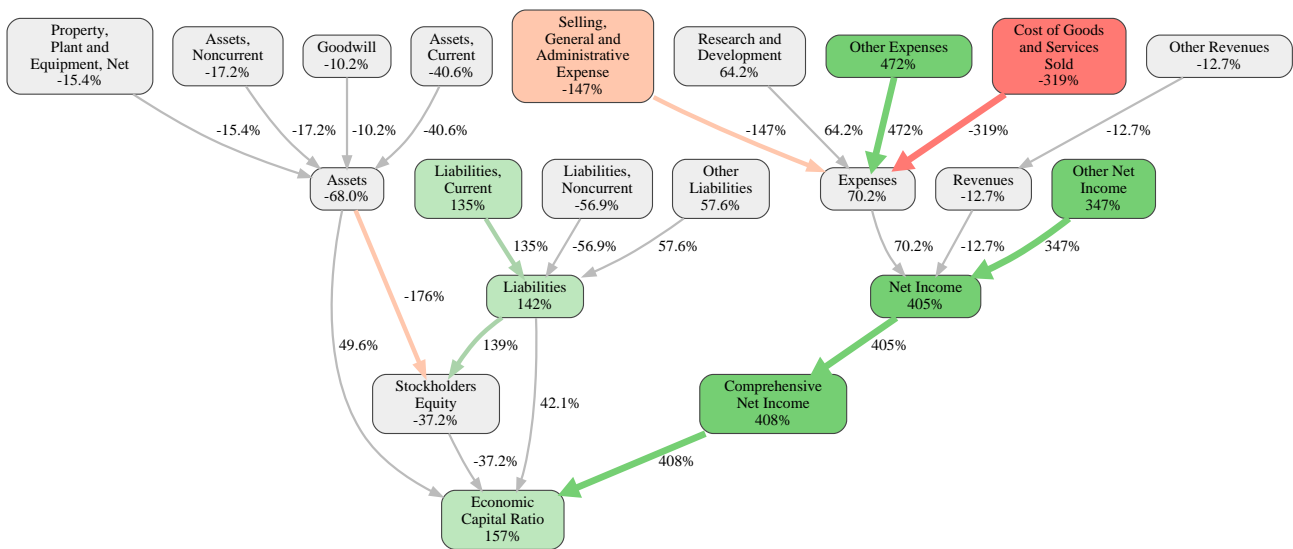 Property,
Plant and
Equipment, Net
-15.4%
Assets,
Noncurrent
-17.2%
Goodwill
-10.2%
Assets,
Current
-40.6%
Selling,
General and
Administrative
Expense
-147%
Research and
Development
64.2%
Other Expenses
472%
Cost of Goods
and Services
Sold
-319%
Other Revenues
-12.7%
-15.4%
-17.2%
-10.2%
-40.6%
-147%
64.2%
472%
-319%
-12.7%
Assets
-68.0%
Liabilities,
Current
135%
Liabilities,
Noncurrent
-56.9%
Other
Liabilities
57.6%
Expenses
70.2%
Revenues
-12.7%
Other Net
Income
347%
135%
-56.9%
57.6%
70.2%
-12.7%
347%
Liabilities
142%
Net Income
405%
-176%
49.6%
139%
405%
Stockholders
Equity
-37.2%
42.1%
Comprehensive
Net Income
408%
-37.2%
408%
Economic
Capital Ratio
157%